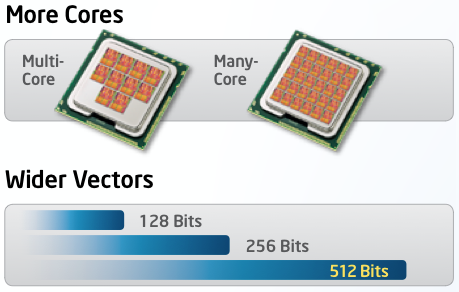 More Cores
Multi-
Core
Many-
Core
Wider Vectors
128 Bits
256 Bits
512 Bits